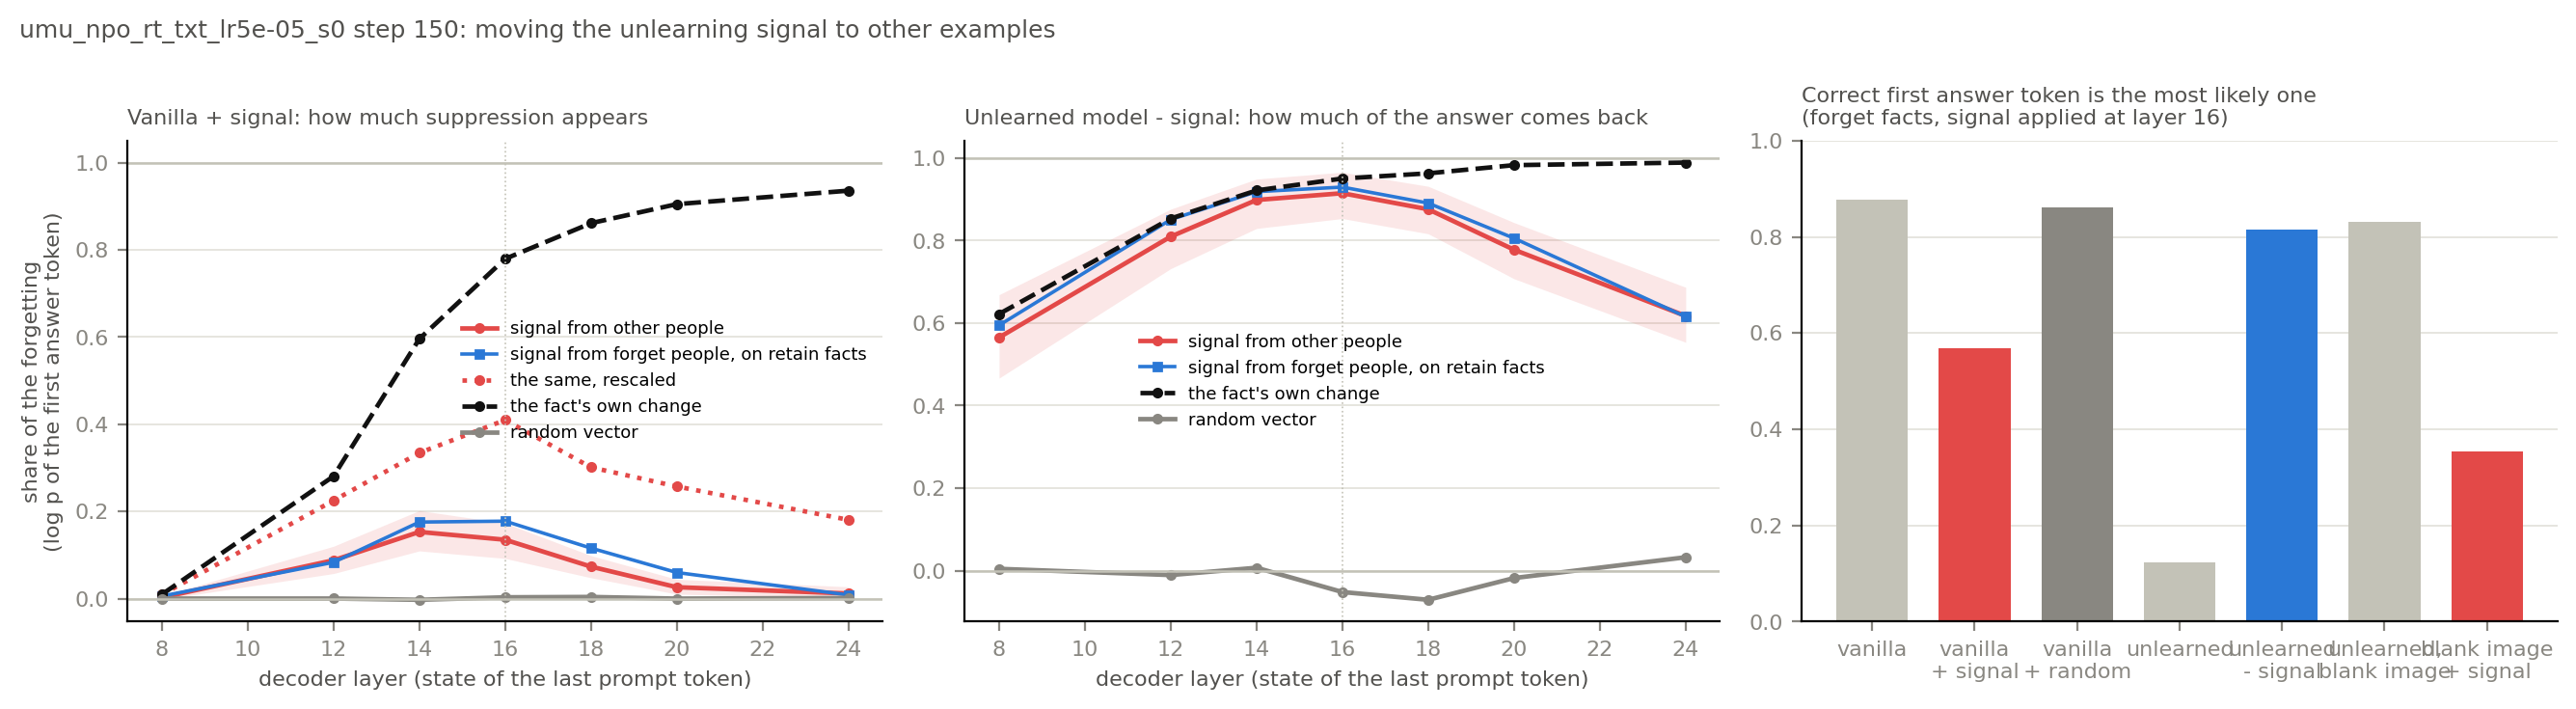 umu_npo_rt_txt_lr5e-05_s0 step 150: moving the unlearning signal to other examples
Vanilla + signal: how much suppression appears
share of the forgetting
(log p of the first answer token)
1.0
0.8
0.6
0.4
0.2
0.0
signal from other people
signal from forget people, on retain facts
the same, rescaled
the fact's own change
random vector
8 10 12 14 16 18 20 22 24
decoder layer (state of the last prompt token)
Unlearned model - signal: how much of the answer comes back
1.0
0.8
0.6
0.4
0.2
0.0
signal from other people
signal from forget people, on retain facts
the fact's own change
random vector
8 10 12 14 16 18 20 22 24
decoder layer (state of the last prompt token)
Correct first answer token is the most likely one
(forget facts, signal applied at layer 16)
1.0
0.8
0.6
0.4
0.2
0.0
vanilla
vanilla
+ signal
vanilla
+ random
unlearned
unlearned
- signal
unlearned,
blank image
blank image
+ signal